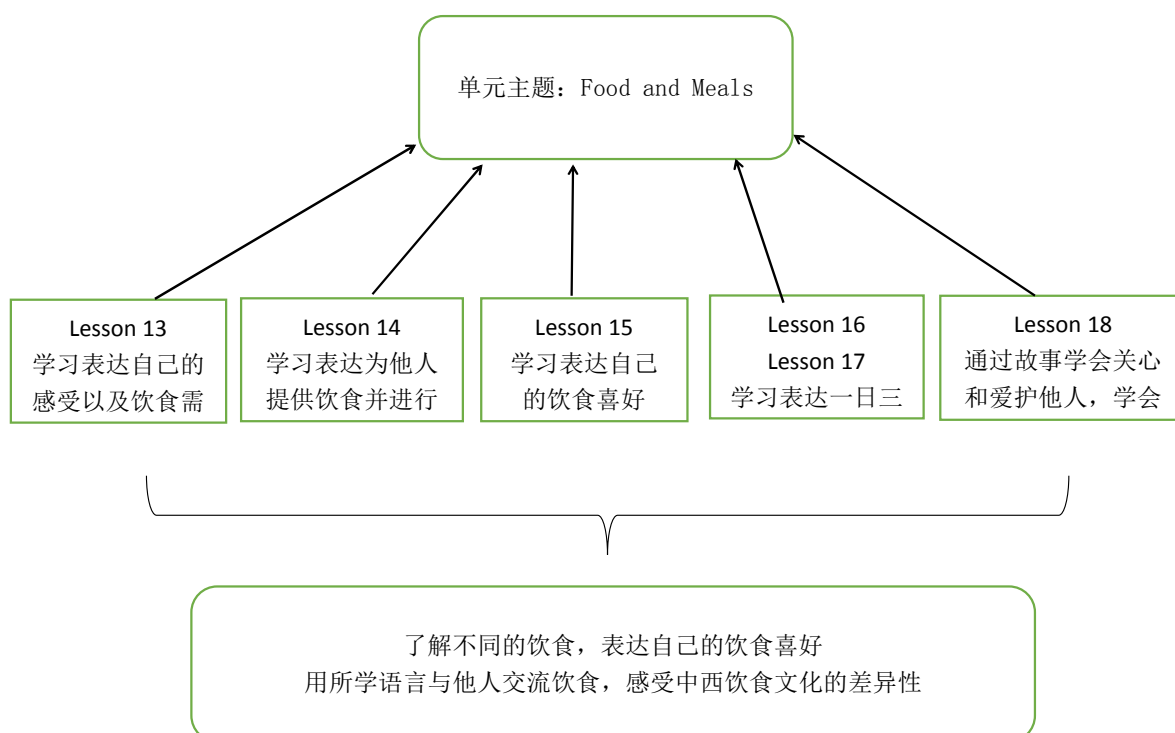 单元主题：Food and Meals
Lesson 13
学习表达自己的
感受以及饮食需
Lesson 14
学习表达为他人
提供饮食并进行
Lesson 15
学习表达自己
的饮食喜好
Lesson 16
Lesson 17
学习表达一日三
Lesson 18
通过故事学会关心
和爱护他人，学会
了解不同的饮食，表达自己的饮食喜好
用所学语言与他人交流饮食，感受中西饮食文化的差异性